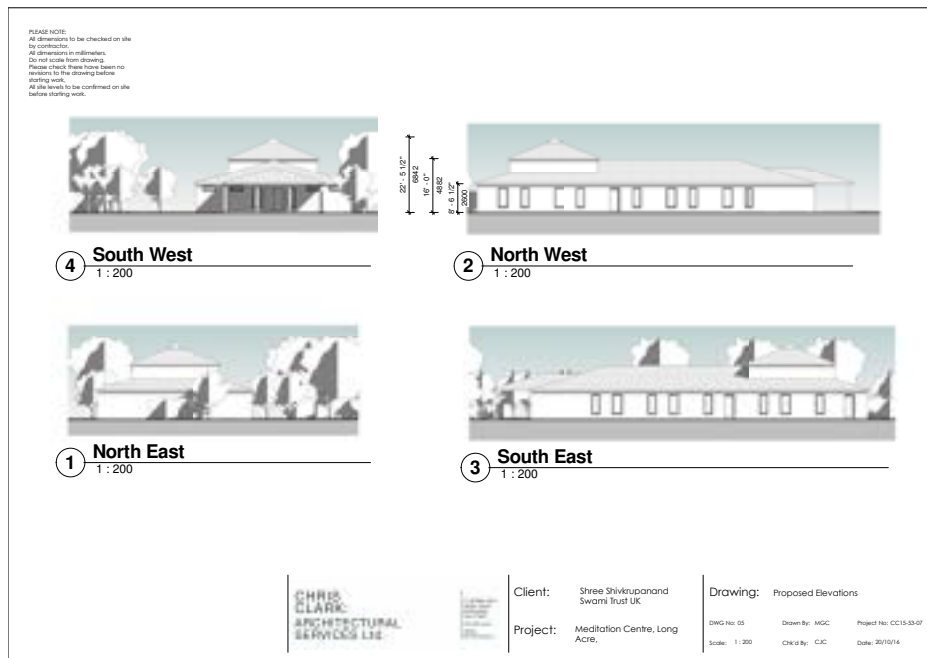 PLEASE NOTE:
All dimensions to be checked on site
by contractor.
All dimensions in millimeters.
Do not scale from drawing.
Please check there have been no
revisions to the drawing before
starting work,
All site levels to be confirmed on site
before starting work.
22' - 5 1/2"
6842
16' - 0"
4882
8' - 6 1/2"
2600
4 South West
1 : 200
2 North West
1 : 200
1 North East
1 : 200
3 South East
1 : 200
CHRIS
CLARK
ARCHITECTURAL
SERVICES Ltd
Client: Shree Shivkrupanand
Swami Trust UK
Project: Meditation Centre, Long
Acre,
Drawing: Proposed Elevations
DWG No: 05 Drawn By: MGC Project No: CC15-53-07
Scale: 1 : 200 Chk'd By: CJC Date: 20/10/16